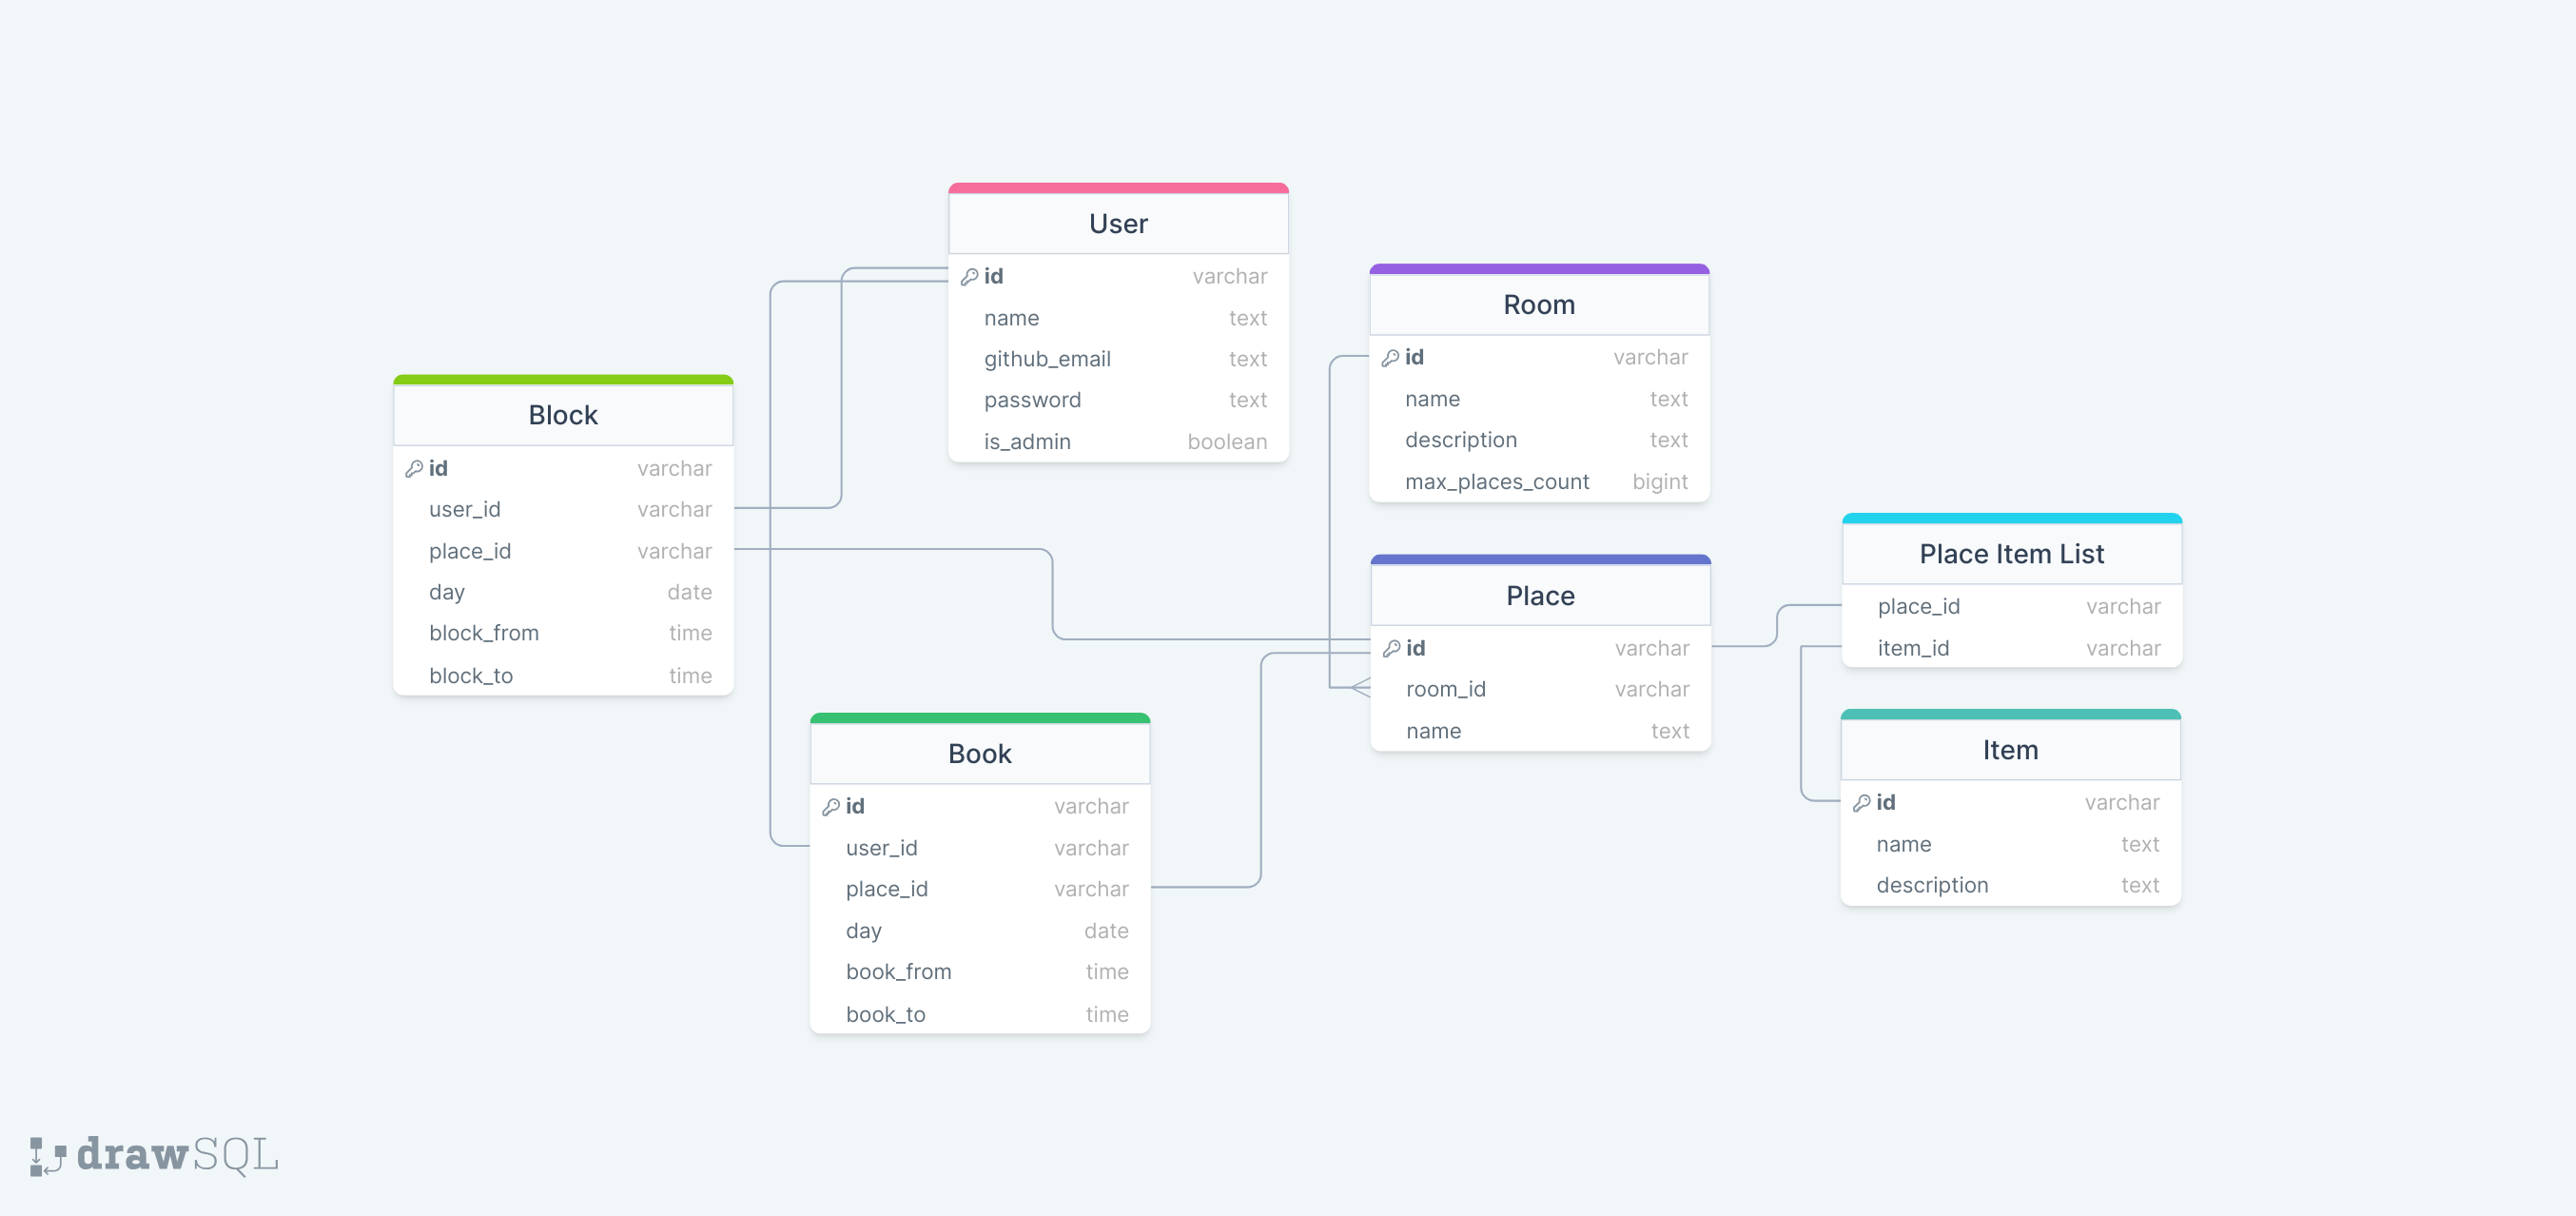 User
id varchar
name text
github_email text
password text
is_admin boolean
Room
id varchar
name text
description text
max_places_count bigint
Block
id varchar
user_id varchar
place_id varchar
day date
block_from time
block_to time
Place
id varchar
room_id varchar
name text
Place Item List
place_id varchar
item_id varchar
Book
id varchar
user_id varchar
place_id varchar
day date
book_from time
book_to time
Item
id varchar
name text
description text
drawSQL